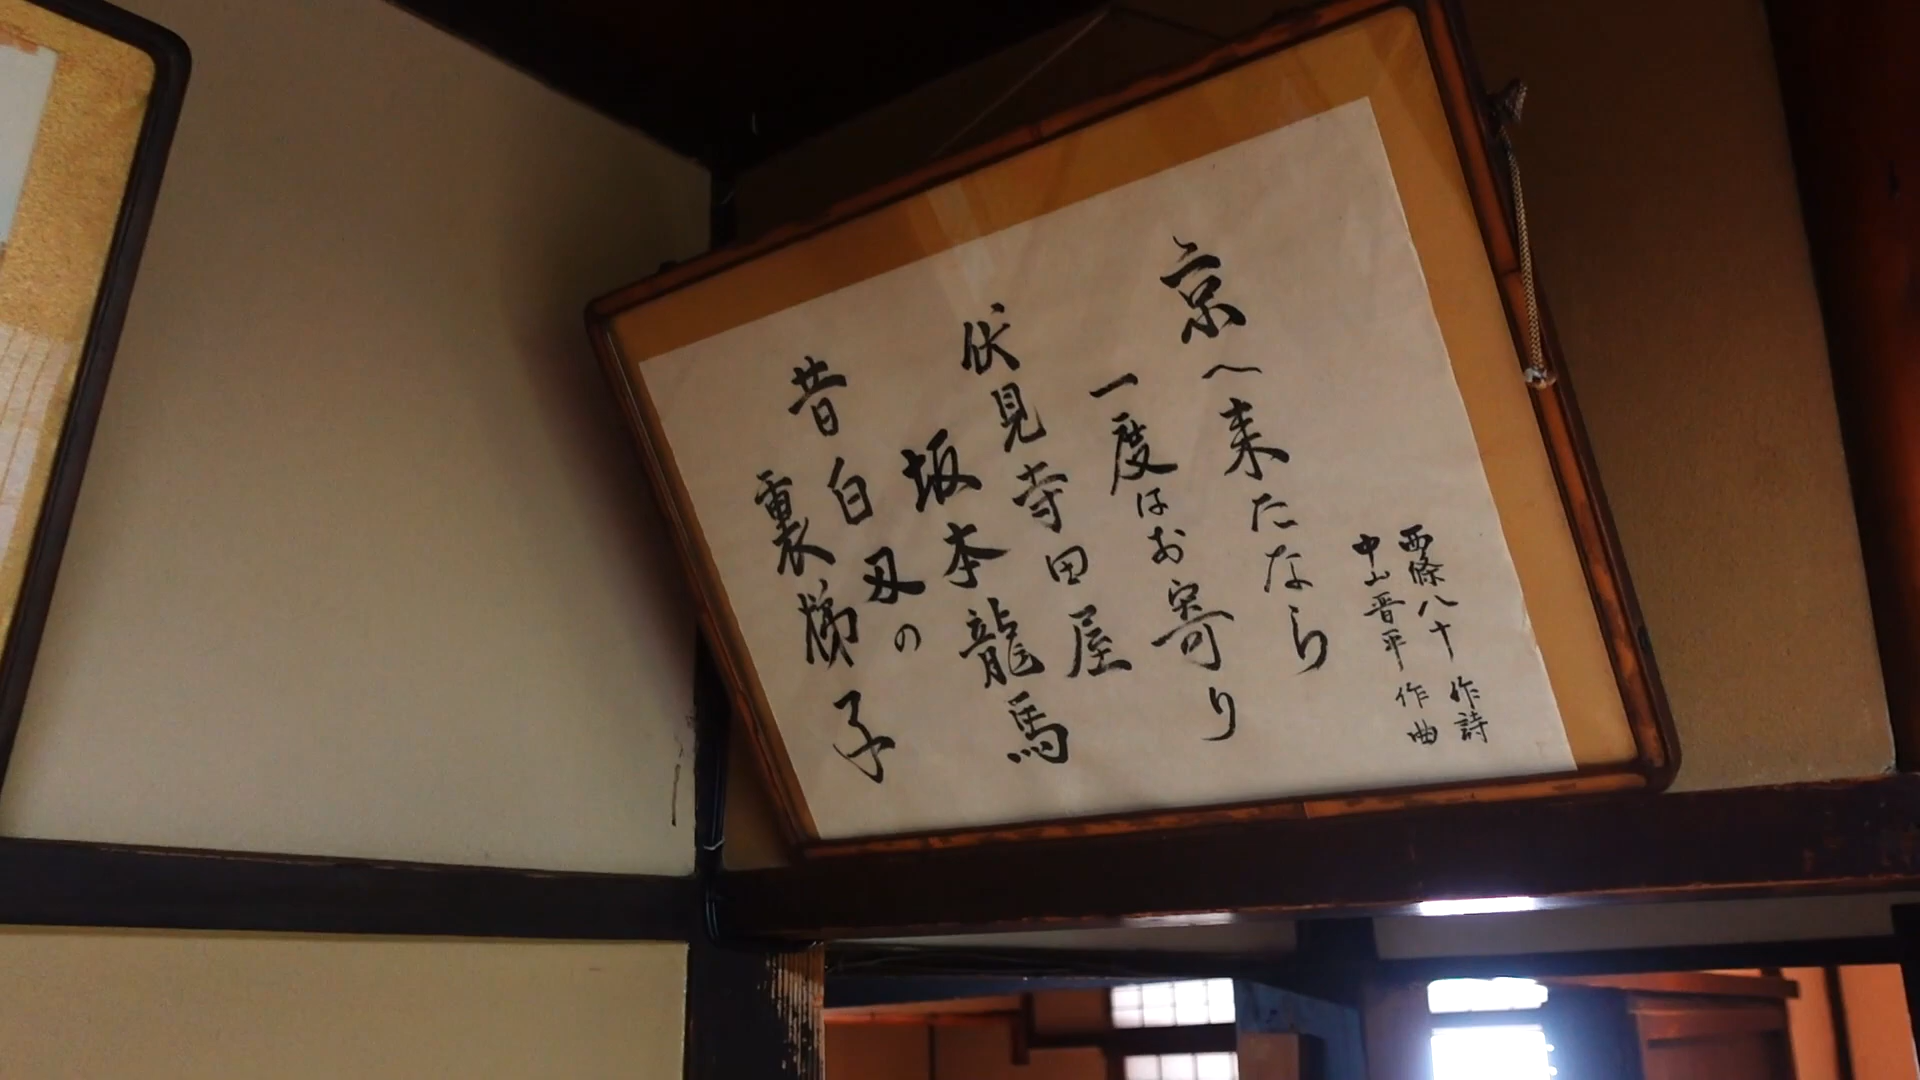 西條八十 作詩
中山晋平 作曲
京へ来たなら
一度はお寄り
伏見寺田屋
坂本龍馬
昔白刃の
裏梯子